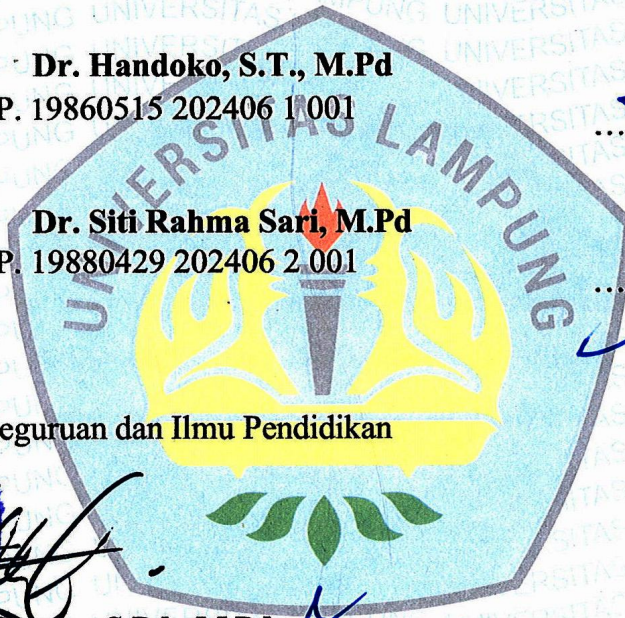 Dr. Handoko, S.T., M.Pd
P. 19860515 202406 1 001
UNIVERSITAS LAMPUNG
Dr. Siti Rahma Sari, M.Pd
P. 19880429 202406 2 001
eguruan dan Ilmu Pendidikan